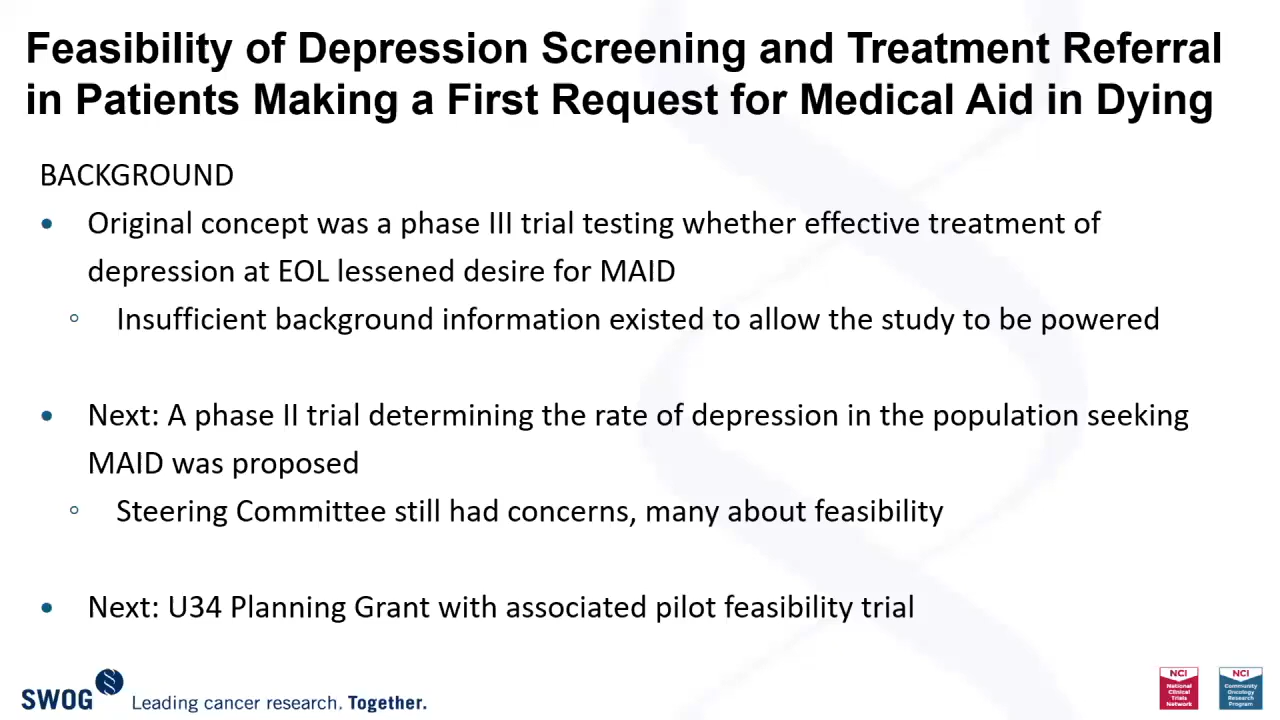 Feasibility of Depression Screening and Treatment Referral
in Patients Making a First Request for Medical Aid in Dying
BACKGROUND
• Original concept was a phase III trial testing whether effective treatment of
depression at EOL lessened desire for MAID
◦ Insufficient background information existed to allow the study to be powered
• Next: A phase II trial determining the rate of depression in the population seeking
MAID was proposed
◦ Steering Committee still had concerns, many about feasibility
• Next: U34 Planning Grant with associated pilot feasibility trial
SWOG Leading cancer research. Together.
NCI
National
Clinical
Trials
Network
NCI
Community
Oncology
Research
Program